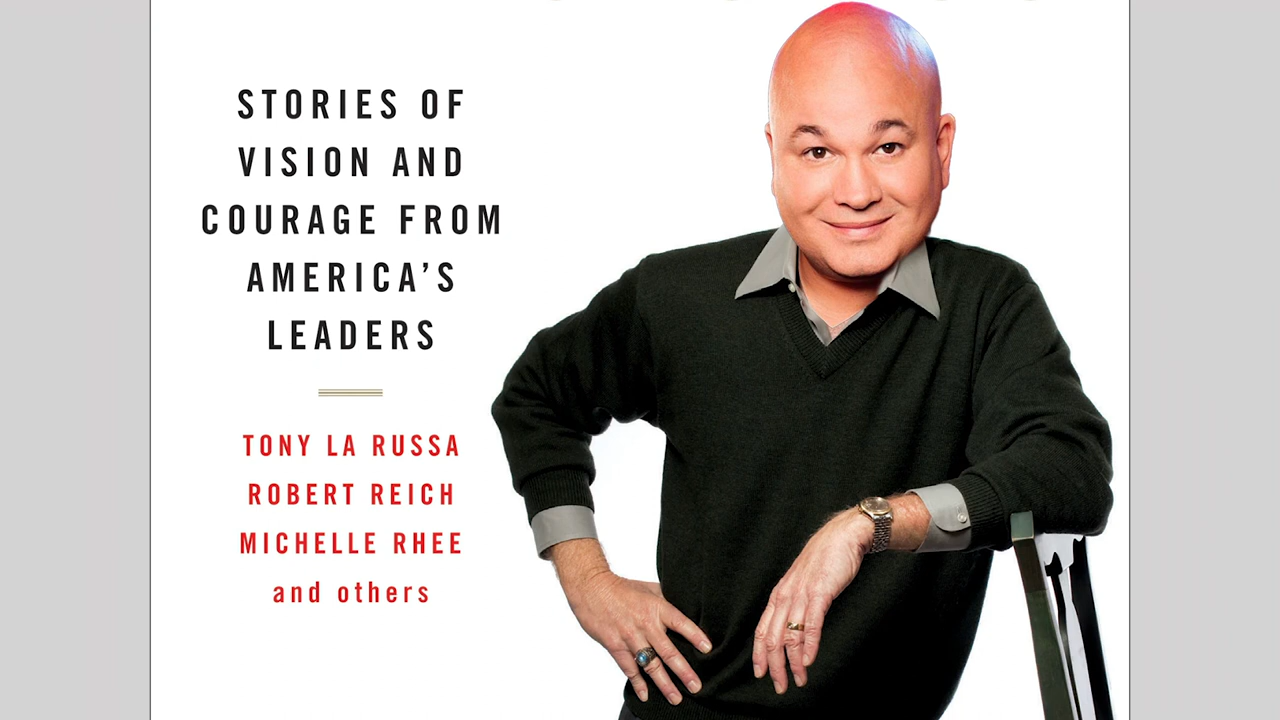 STORIES OF
VISION AND
COURAGE FROM
AMERICA’S
LEADERS
TONY LA RUSSA
ROBERT REICH
MICHELLE RHEE
and others